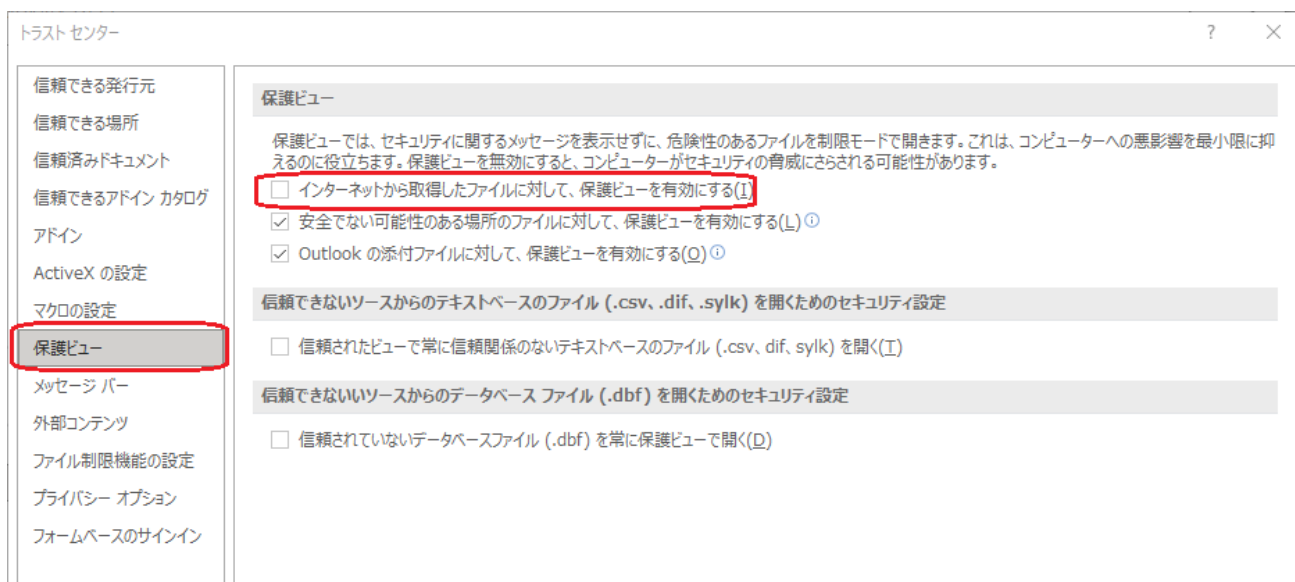 トラスト センター
?
信頼できる発行元
信頼できる場所
信頼済みドキュメント
信頼できるアドイン カタログ
アドイン
ActiveX の設定
マクロの設定
保護ビュー
メッセージ バー
外部コンテンツ
ファイル制限機能の設定
プライバシー オプション
フォームベースのサインイン
保護ビュー
保護ビューでは、セキュリティに関するメッセージを表示せずに、危険性のあるファイルを制限モードで開きます。これは、コンピューターへの悪影響を最小限に抑
えるのに役立ちます。保護ビューを無効にすると、コンピューターがセキュリティの脅威にさらされる可能性があります。
インターネットから取得したファイルに対して、保護ビューを有効にする(I)
安全でない可能性のある場所のファイルに対して、保護ビューを有効にする(L)
Outlook の添付ファイルに対して、保護ビューを有効にする(O)
信頼できないソースからのテキストベースのファイル (.csv、.dif、.sylk) を開くためのセキュリティ設定
信頼されたビューで常に信頼関係のないテキストベースのファイル (.csv、dif、sylk) を開く(T)
信頼できないいソースからのデータベース ファイル (.dbf) を開くためのセキュリティ設定
信頼されていないデータベースファイル (.dbf) を常に保護ビューで開く(D)